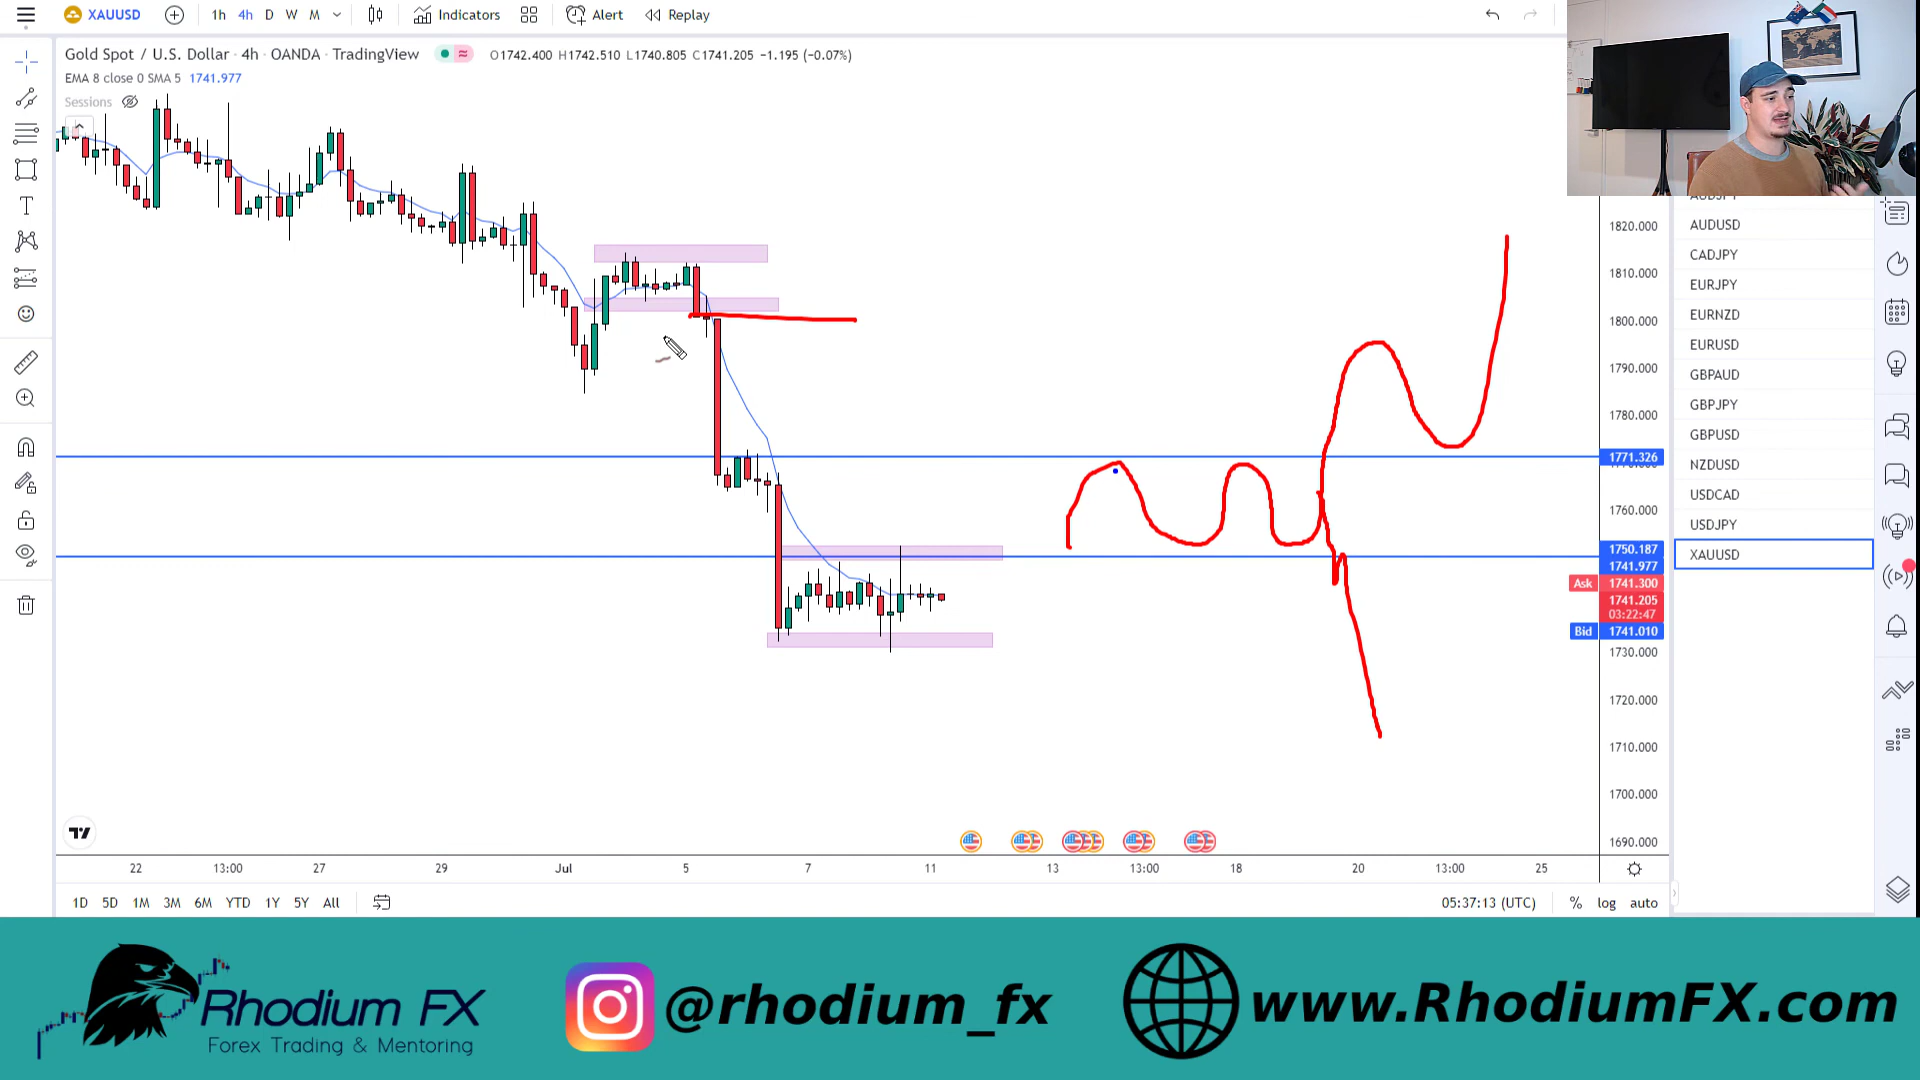 XAUUSD 1h 4h D W M Indicators Alert Replay
Gold Spot / U.S. Dollar · 4h · OANDA · TradingView O1742.400 H1742.510 L1740.805 C1741.205 −1.195 (−0.07%)
EMA 8 close 0 SMA 5 1741.977
Sessions
T
1820.000
1810.000
1800.000
1790.000
1780.000
1771.326
1760.000
1750.187
1741.977
Ask 1741.300
1741.205
03:22:47
Bid 1741.010
1730.000
1720.000
1710.000
1700.000
1690.000
AUDUSD
CADJPY
EURJPY
EURNZD
EURUSD
GBPAUD
GBPJPY
GBPUSD
NZDUSD
USDCAD
USDJPY
XAUUSD
22 13:00 27 29 Jul 5 7 11 13 13:00 18 20 13:00 25
1D 5D 1M 3M 6M YTD 1Y 5Y All 05:37:13 (UTC) % log auto
Rhodium FX
Forex Trading & Mentoring
@rhodium_fx
www.RhodiumFX.com